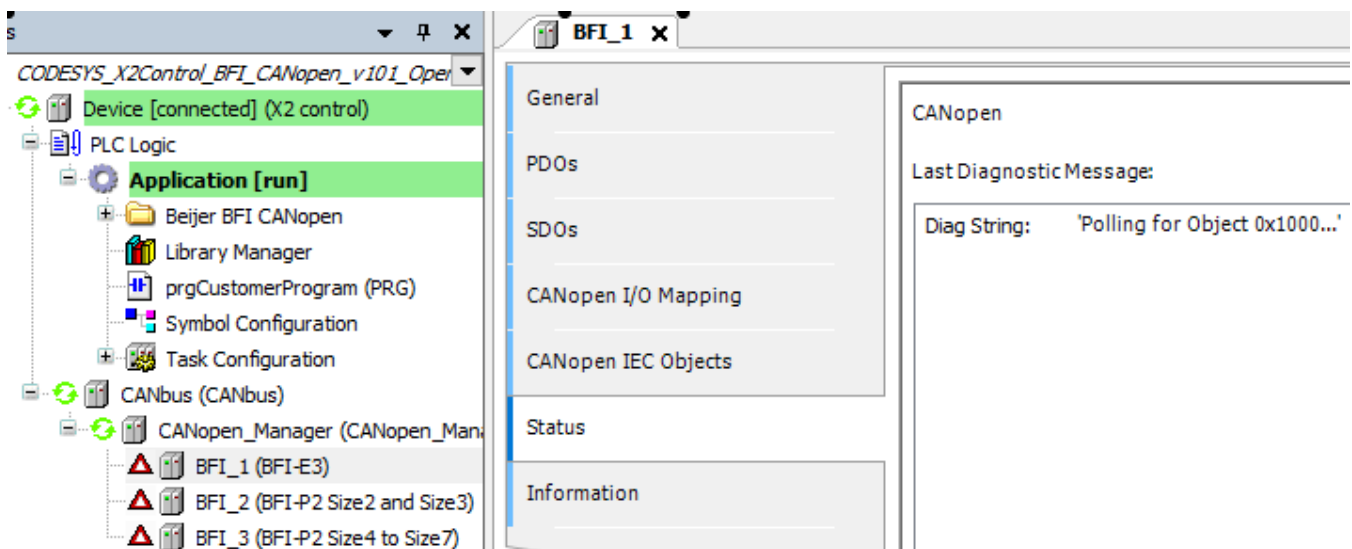 s
BFI_1
CODESYS_X2Control_BFI_CANopen_v101_Oper
Device [connected] (X2 control)
PLC Logic
Application [run]
Beijer BFI CANopen
Library Manager
prgCustomerProgram (PRG)
Symbol Configuration
Task Configuration
CANbus (CANbus)
CANopen_Manager (CANopen_Mana
BFI_1 (BFI-E3)
BFI_2 (BFI-P2 Size2 and Size3)
BFI_3 (BFI-P2 Size4 to Size7)
General
PDOs
SDOs
CANopen I/O Mapping
CANopen IEC Objects
Status
Information
CANopen
Last Diagnostic Message:
Diag String: 'Polling for Object 0x1000...'